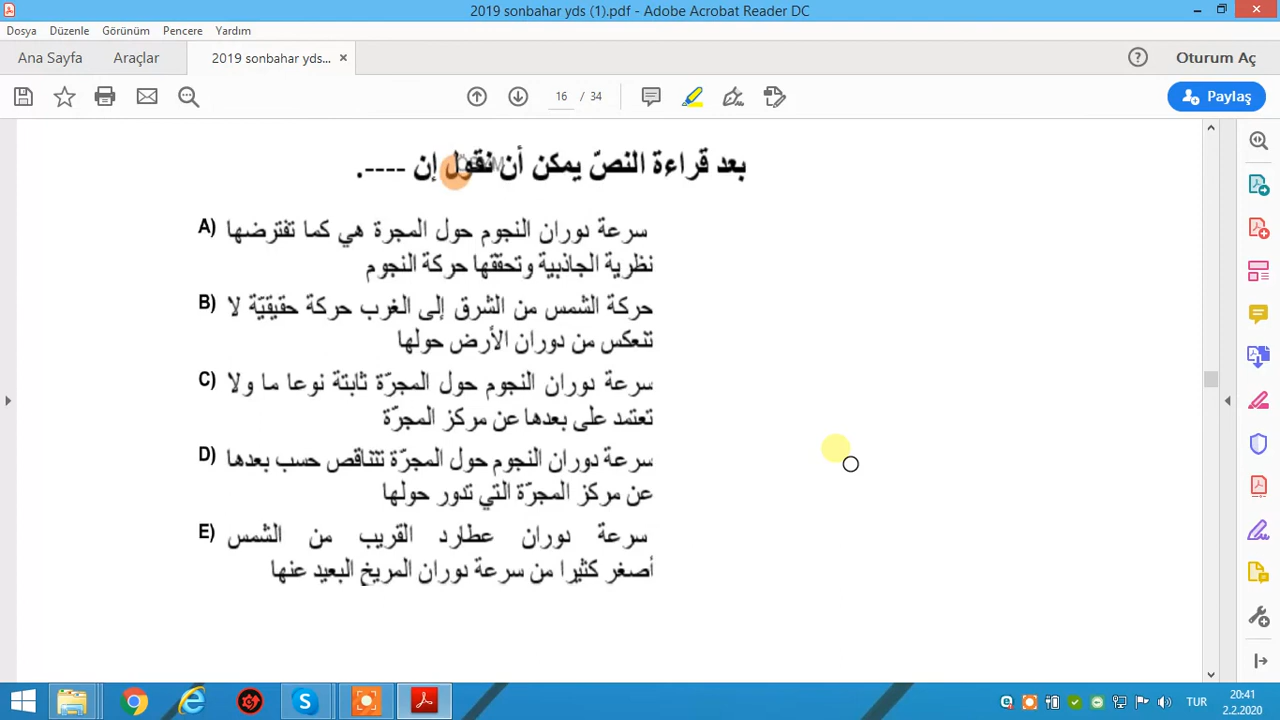 2019 sonbahar yds (1).pdf - Adobe Acrobat Reader DC
Dosya Düzenle Görünüm Pencere Yardım
Ana Sayfa Araçlar 2019 sonbahar yds... × ? Oturum Aç
16 / 34 Paylaş
بعد قراءة النصّ يمكن أن نقول إن ----.
A) سرعة دوران النجوم حول المجرة هي كما تفترضها
نظرية الجاذبية وتحققها حركة النجوم
B) حركة الشمس من الشرق إلى الغرب حركة حقيقيّة لا
تنعكس من دوران الأرض حولها
C) سرعة دوران النجوم حول المجرّة ثابتة نوعا ما ولا
تعتمد على بعدها عن مركز المجرّة
D) سرعة دوران النجوم حول المجرّة تتناقص حسب بعدها
عن مركز المجرّة التي تدور حولها
E) سرعة دوران عطارد القريب من الشمس
أصغر كثيرا من سرعة دوران المريخ البعيد عنها
TUR
20:41
2.2.2020